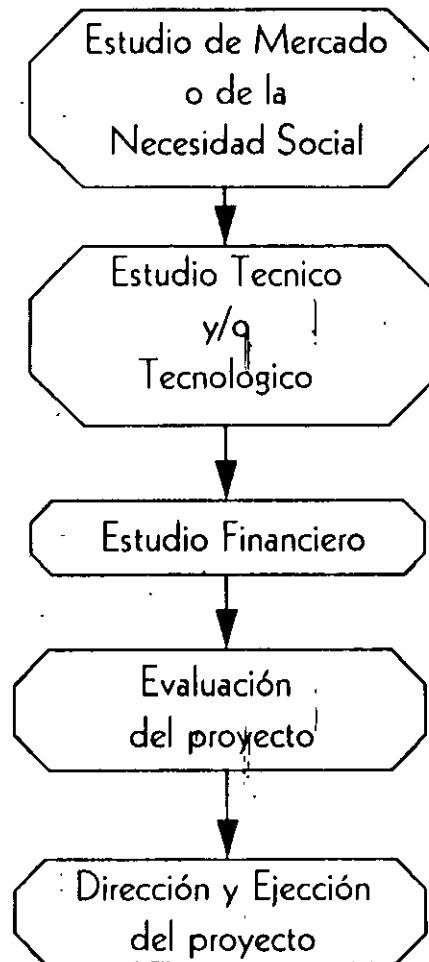 Estudio de Mercado
o de la
Necesidad Social
Estudio Tecnico
y/o
Tecnológico
Estudio Financiero
Evaluación
del proyecto
Dirección y Ejección
del proyecto